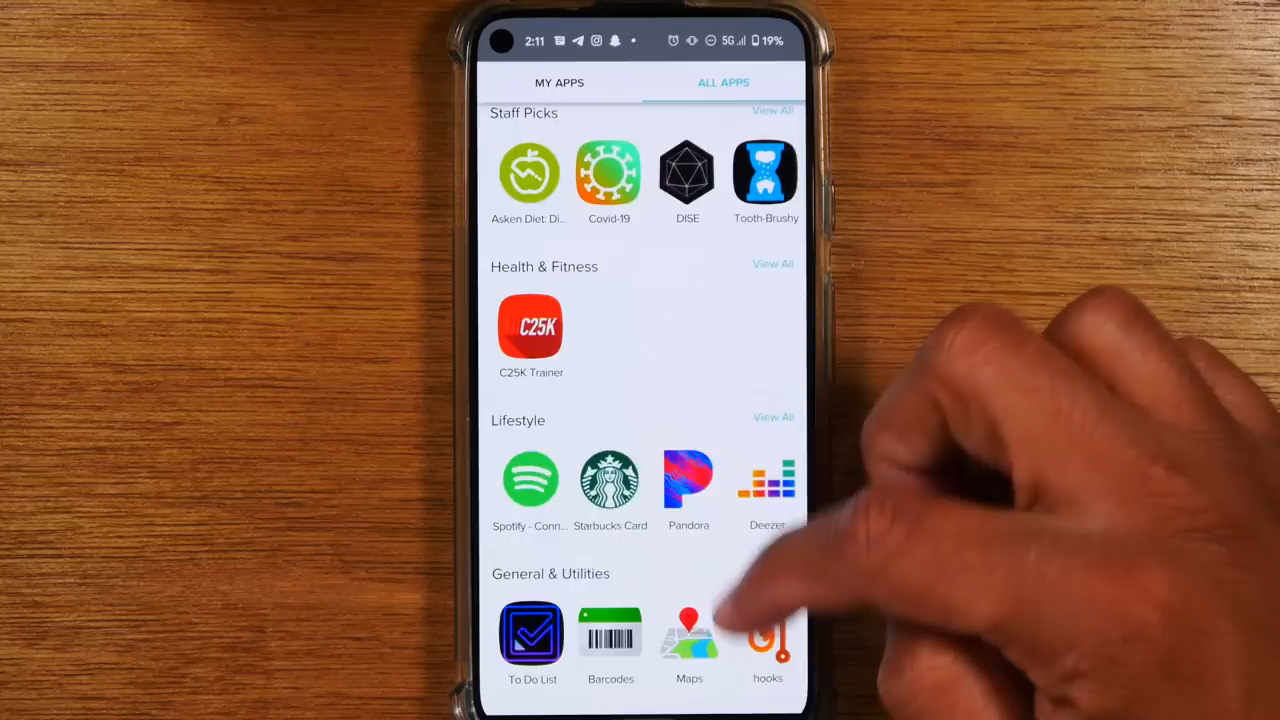 2:11 5G 19%
MY APPS ALL APPS
Staff Picks View All
Asken Diet: Di... Covid-19 DISE Tooth-Brushy
Health & Fitness View All
C25K
C25K Trainer
Lifestyle View All
Spotify - Conn... Starbucks Card Pandora Deezer
General & Utilities
To Do List Barcodes Maps hooks